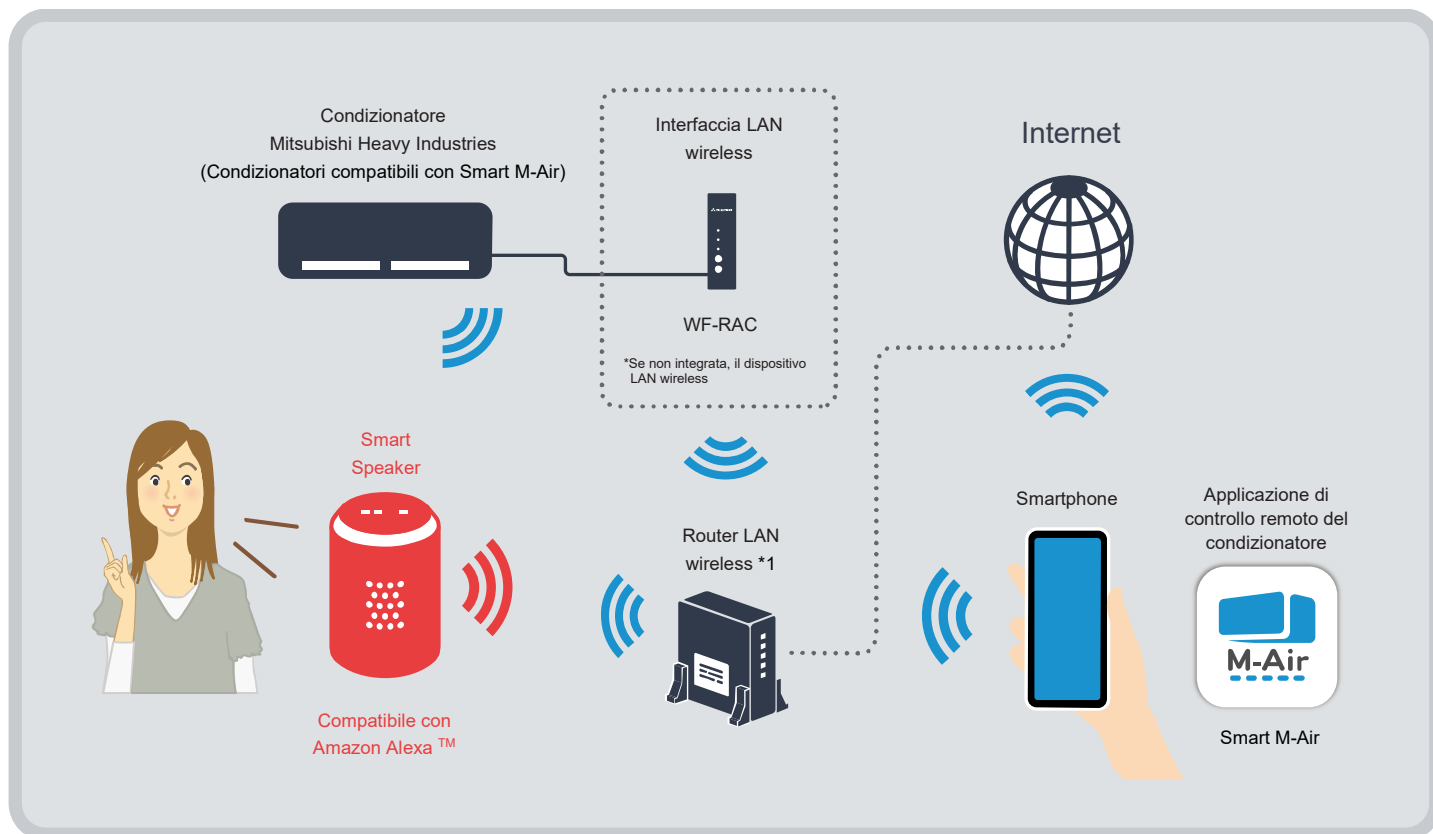 Condizionatore
Mitsubishi Heavy Industries
(Condizionatori compatibili con Smart M-Air)
Interfaccia LAN
wireless
WF-RAC
*Se non integrata, il dispositivo
LAN wireless
Internet
Smart
Speaker
Compatibile con
Amazon Alexa TM
Router LAN
wireless *1
Smartphone
Applicazione di
controllo remoto del
condizionatore
M-Air
Smart M-Air